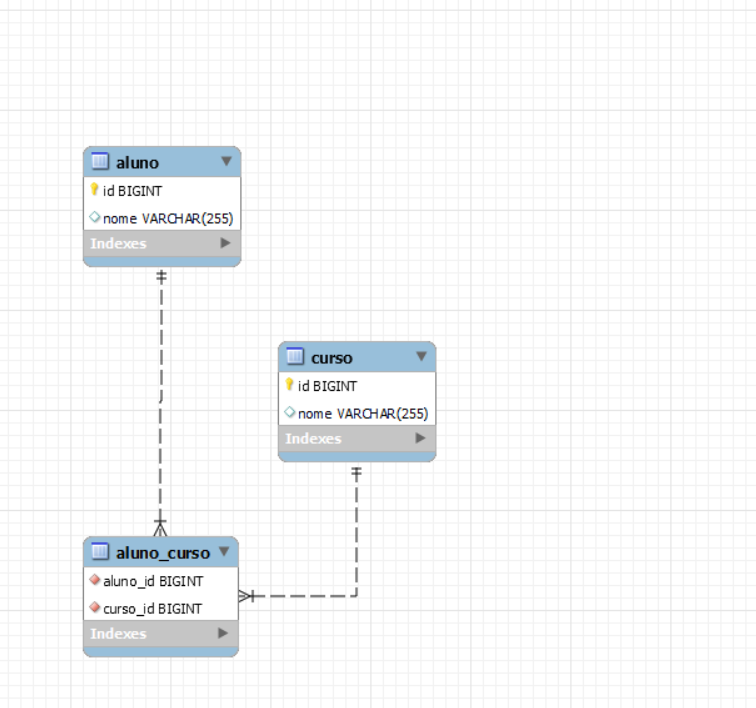 aluno
id BIGINT
nome VARCHAR(255)
Indexes
curso
id BIGINT
nome VARCHAR(255)
Indexes
aluno_curso
aluno_id BIGINT
curso_id BIGINT
Indexes